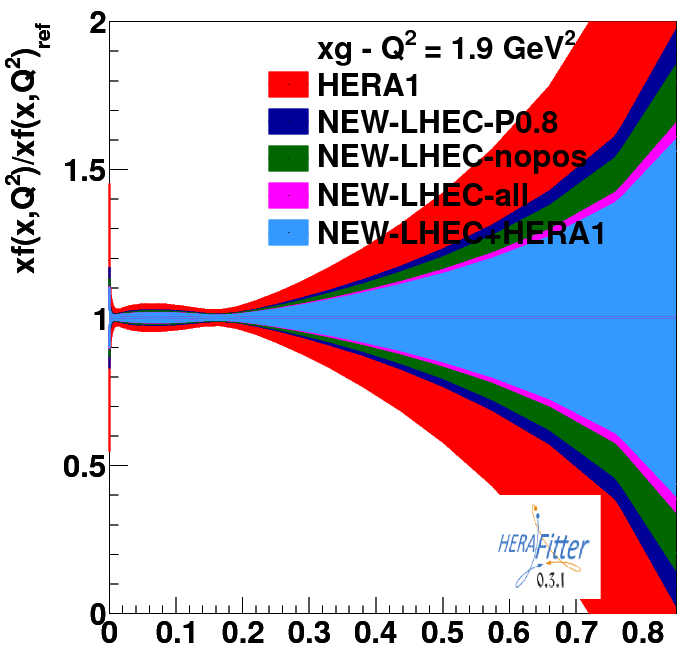 xf(x,Q²)/xf(x,Q²)ref
xg - Q² = 1.9 GeV²
HERA1
NEW-LHEC-P0.8
NEW-LHEC-nopos
NEW-LHEC-all
NEW-LHEC+HERA1
2
1.5
1
0.5
0
HERAFitter
0.3.1
0 0.1 0.2 0.3 0.4 0.5 0.6 0.7 0.8